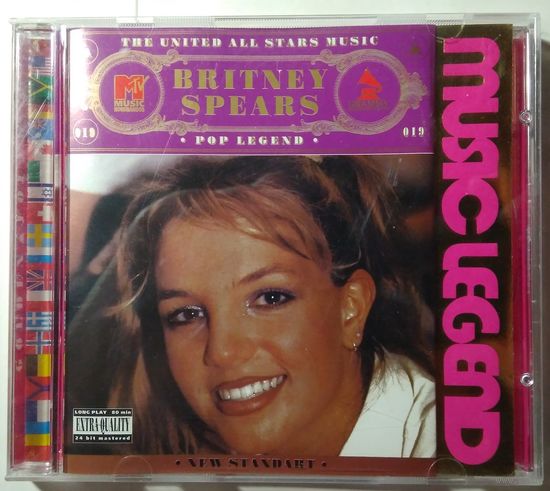 THE UNITED ALL STARS MUSIC
MTV
MUSIC
BRITNEY
SPEARS
019
019
· POP LEGEND ·
MUSIC LEGEND
LONG PLAY 80 min
EXTRA QUALITY
24 bit mastered
· NEW STANDART ·